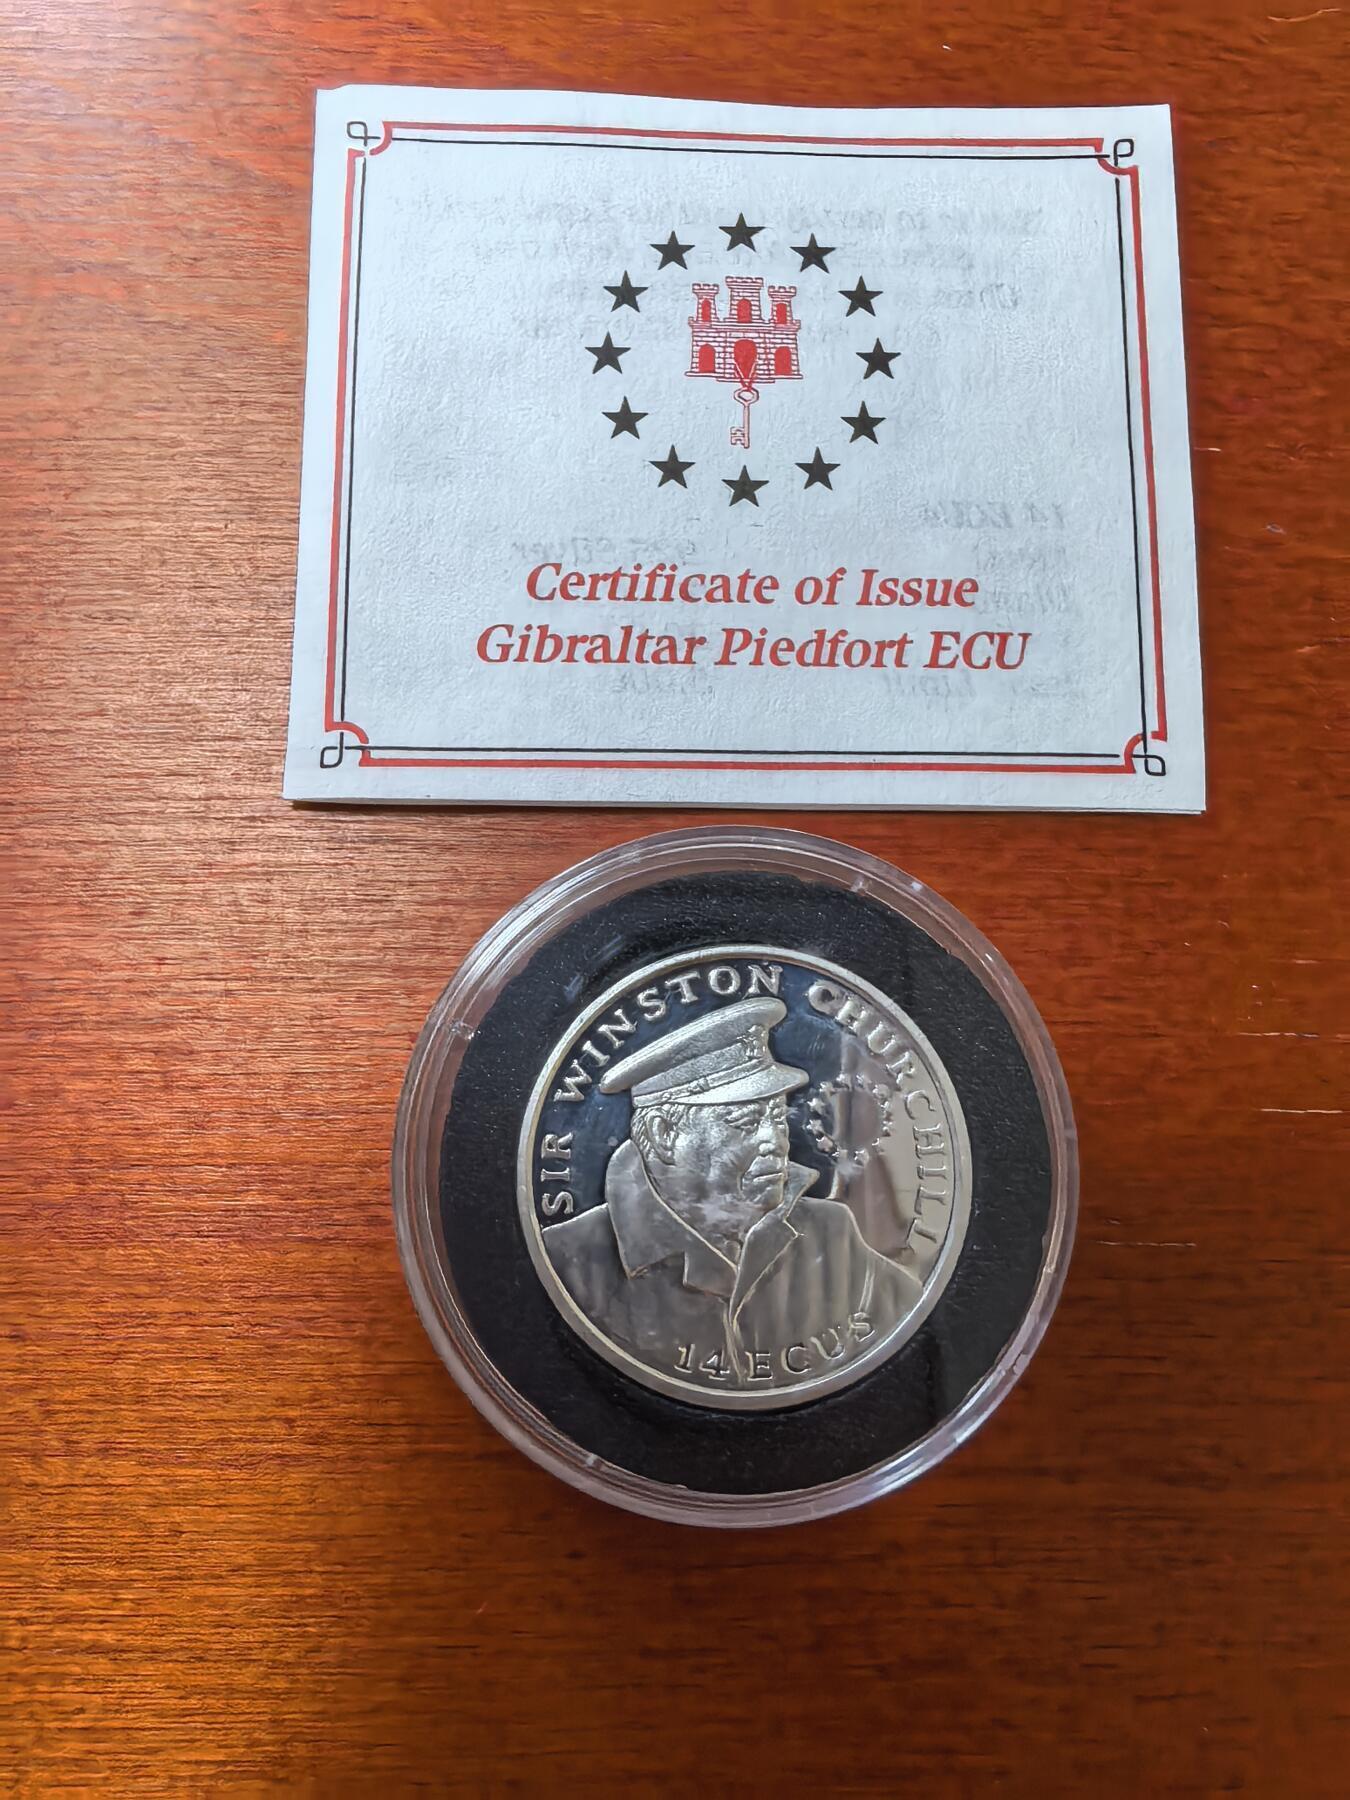 Certificate of Issue
Gibraltar Piedfort ECU
SIR WINSTON CHURCHILL
14 ECUS